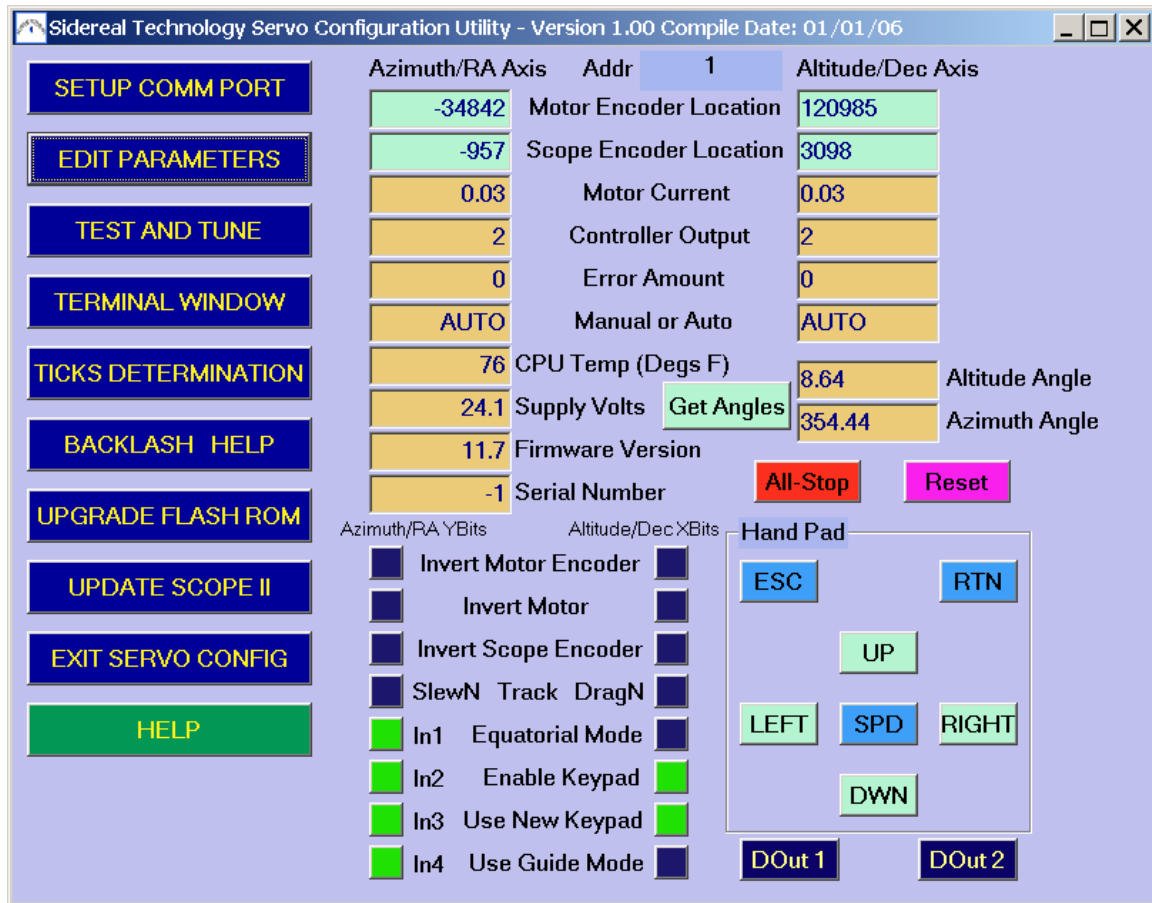 Sidereal Technology Servo Configuration Utility - Version 1.00 Compile Date: 01/01/06
SETUP COMM PORT
EDIT PARAMETERS
TEST AND TUNE
TERMINAL WINDOW
TICKS DETERMINATION
BACKLASH HELP
UPGRADE FLASH ROM
UPDATE SCOPE II
EXIT SERVO CONFIG
HELP
Azimuth/RA Axis Addr 1 Altitude/Dec Axis
-34842 Motor Encoder Location 120985
-957 Scope Encoder Location 3098
0.03 Motor Current 0.03
2 Controller Output 2
0 Error Amount 0
AUTO Manual or Auto AUTO
76 CPU Temp (Degs F)
8.64 Altitude Angle
24.1 Supply Volts Get Angles
354.44 Azimuth Angle
11.7 Firmware Version
-1 Serial Number
All-Stop Reset
Azimuth/RA YBits Altitude/Dec XBits
Invert Motor Encoder
Invert Motor
Invert Scope Encoder
SlewN Track DragN
In1 Equatorial Mode
In2 Enable Keypad
In3 Use New Keypad
In4 Use Guide Mode
Hand Pad
ESC RTN
UP
LEFT SPD RIGHT
DWN
DOut 1 DOut 2